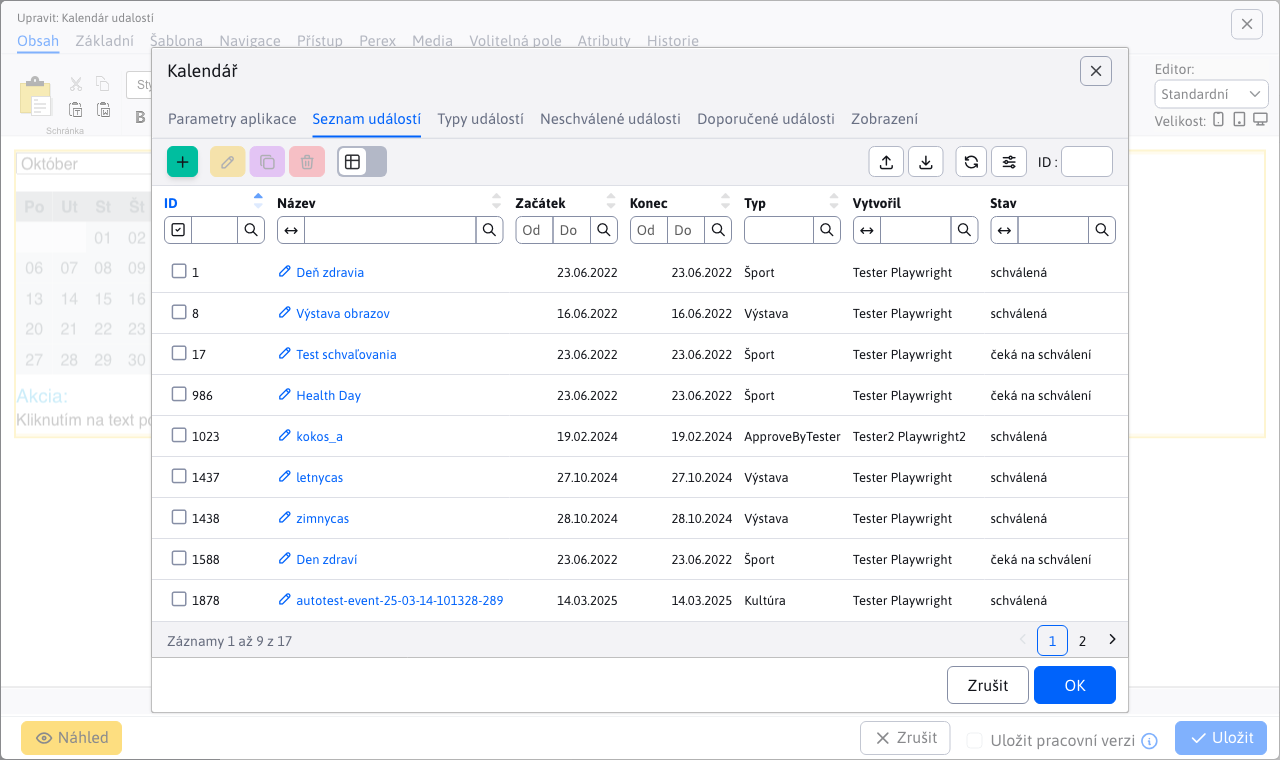 Upravit: Kalendár udalostí
Obsah Základní Šablona Navigace Přístup Perex Media Volitelná pole Atributy Historie
Kalendář
Editor:
Standardní
Velikost:
Schránka
B
Parametry aplikace Seznam událostí Typy událostí Neschválené události Doporučené události Zobrazení
ID :
Október
Po Ut St Št
01 02
06 07 08 09
13 14 15 16
20 21 22 23
27 28 29 30
Akcia:
Kliknutím na text
ID Název Začátek Konec Typ Vytvořil Stav
Od Do Od Do
1 Deň zdravia 23.06.2022 23.06.2022 Šport Tester Playwright schválená
8 Výstava obrazov 16.06.2022 16.06.2022 Výstava Tester Playwright schválená
17 Test schvaľovania 23.06.2022 23.06.2022 Šport Tester Playwright čeká na schválení
986 Health Day 23.06.2022 23.06.2022 Šport Tester Playwright čeká na schválení
1023 kokos_a 19.02.2024 19.02.2024 ApproveByTester Tester2 Playwright2 schválená
1437 letnycas 27.10.2024 27.10.2024 Výstava Tester Playwright schválená
1438 zimnycas 28.10.2024 28.10.2024 Výstava Tester Playwright schválená
1588 Den zdraví 23.06.2022 23.06.2022 Šport Tester Playwright čeká na schválení
1878 autotest-event-25-03-14-101328-289 14.03.2025 14.03.2025 Kultúra Tester Playwright schválená
Záznamy 1 až 9 z 17
1 2
Zrušit OK
Náhled Zrušit Uložit pracovní verzi Uložit